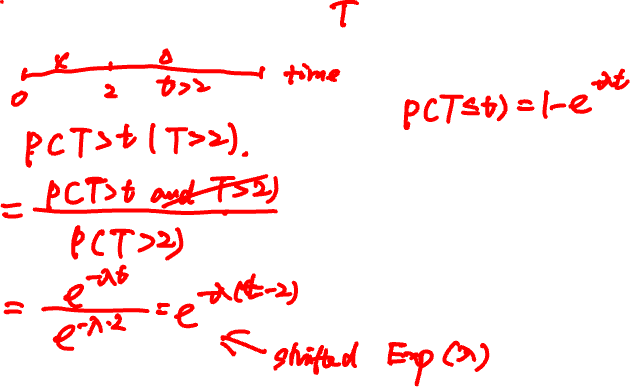 T
x Δ
0 2 t>2 time
P(T≤t) = 1-e^{-λt}
P(T>t | T>2).
= P(T>t and T>2) / P(T>2)
= e^{-λt} / e^{-λ·2} = e^{-λ(t-2)}
shifted Exp(λ)